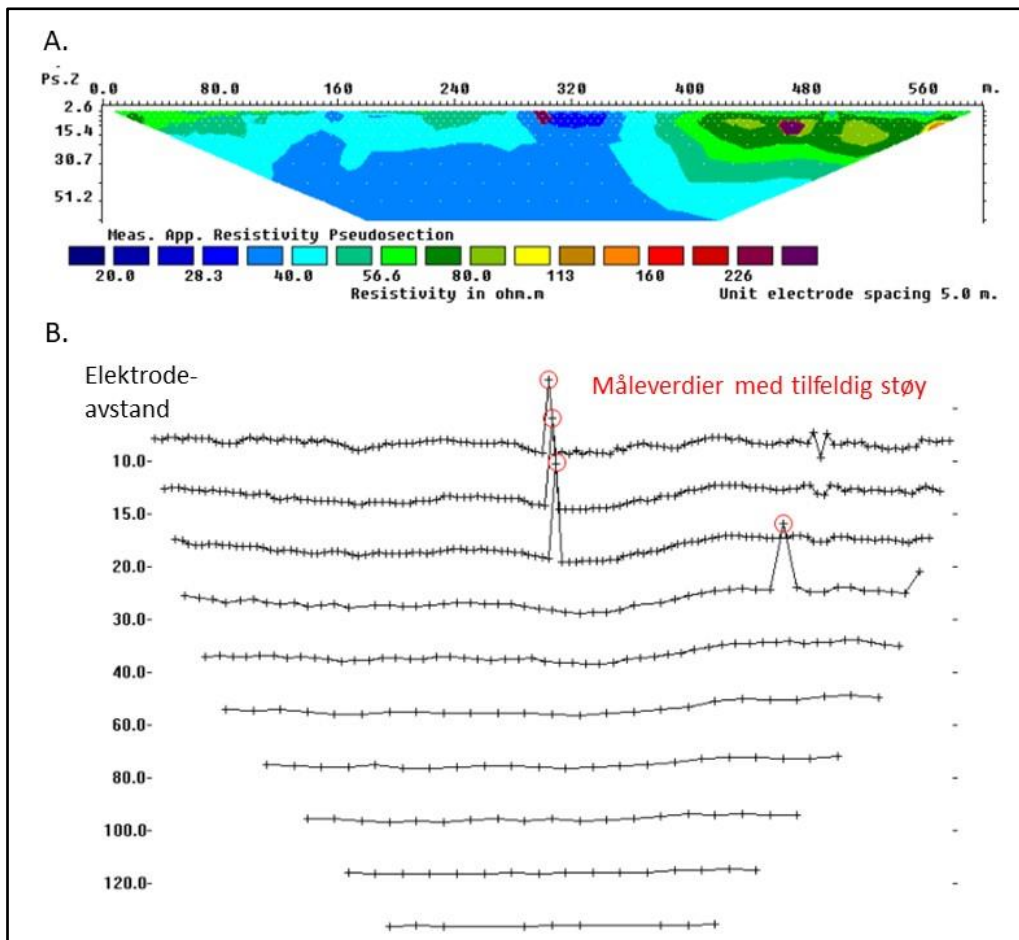 A.
Ps.Z 0.0 80.0 160 240 320 400 480 560 m.
2.6
15.4
30.7
51.2
Meas. App. Resistivity Pseudosection
20.0 28.3 40.0 56.6 80.0 113 160 226
Resistivity in ohm.m Unit electrode spacing 5.0 m.
B.
Elektrode-
avstand
Måleverdier med tilfeldig støy
10.0-
15.0-
20.0-
30.0-
40.0-
60.0-
80.0-
100.0-
120.0-